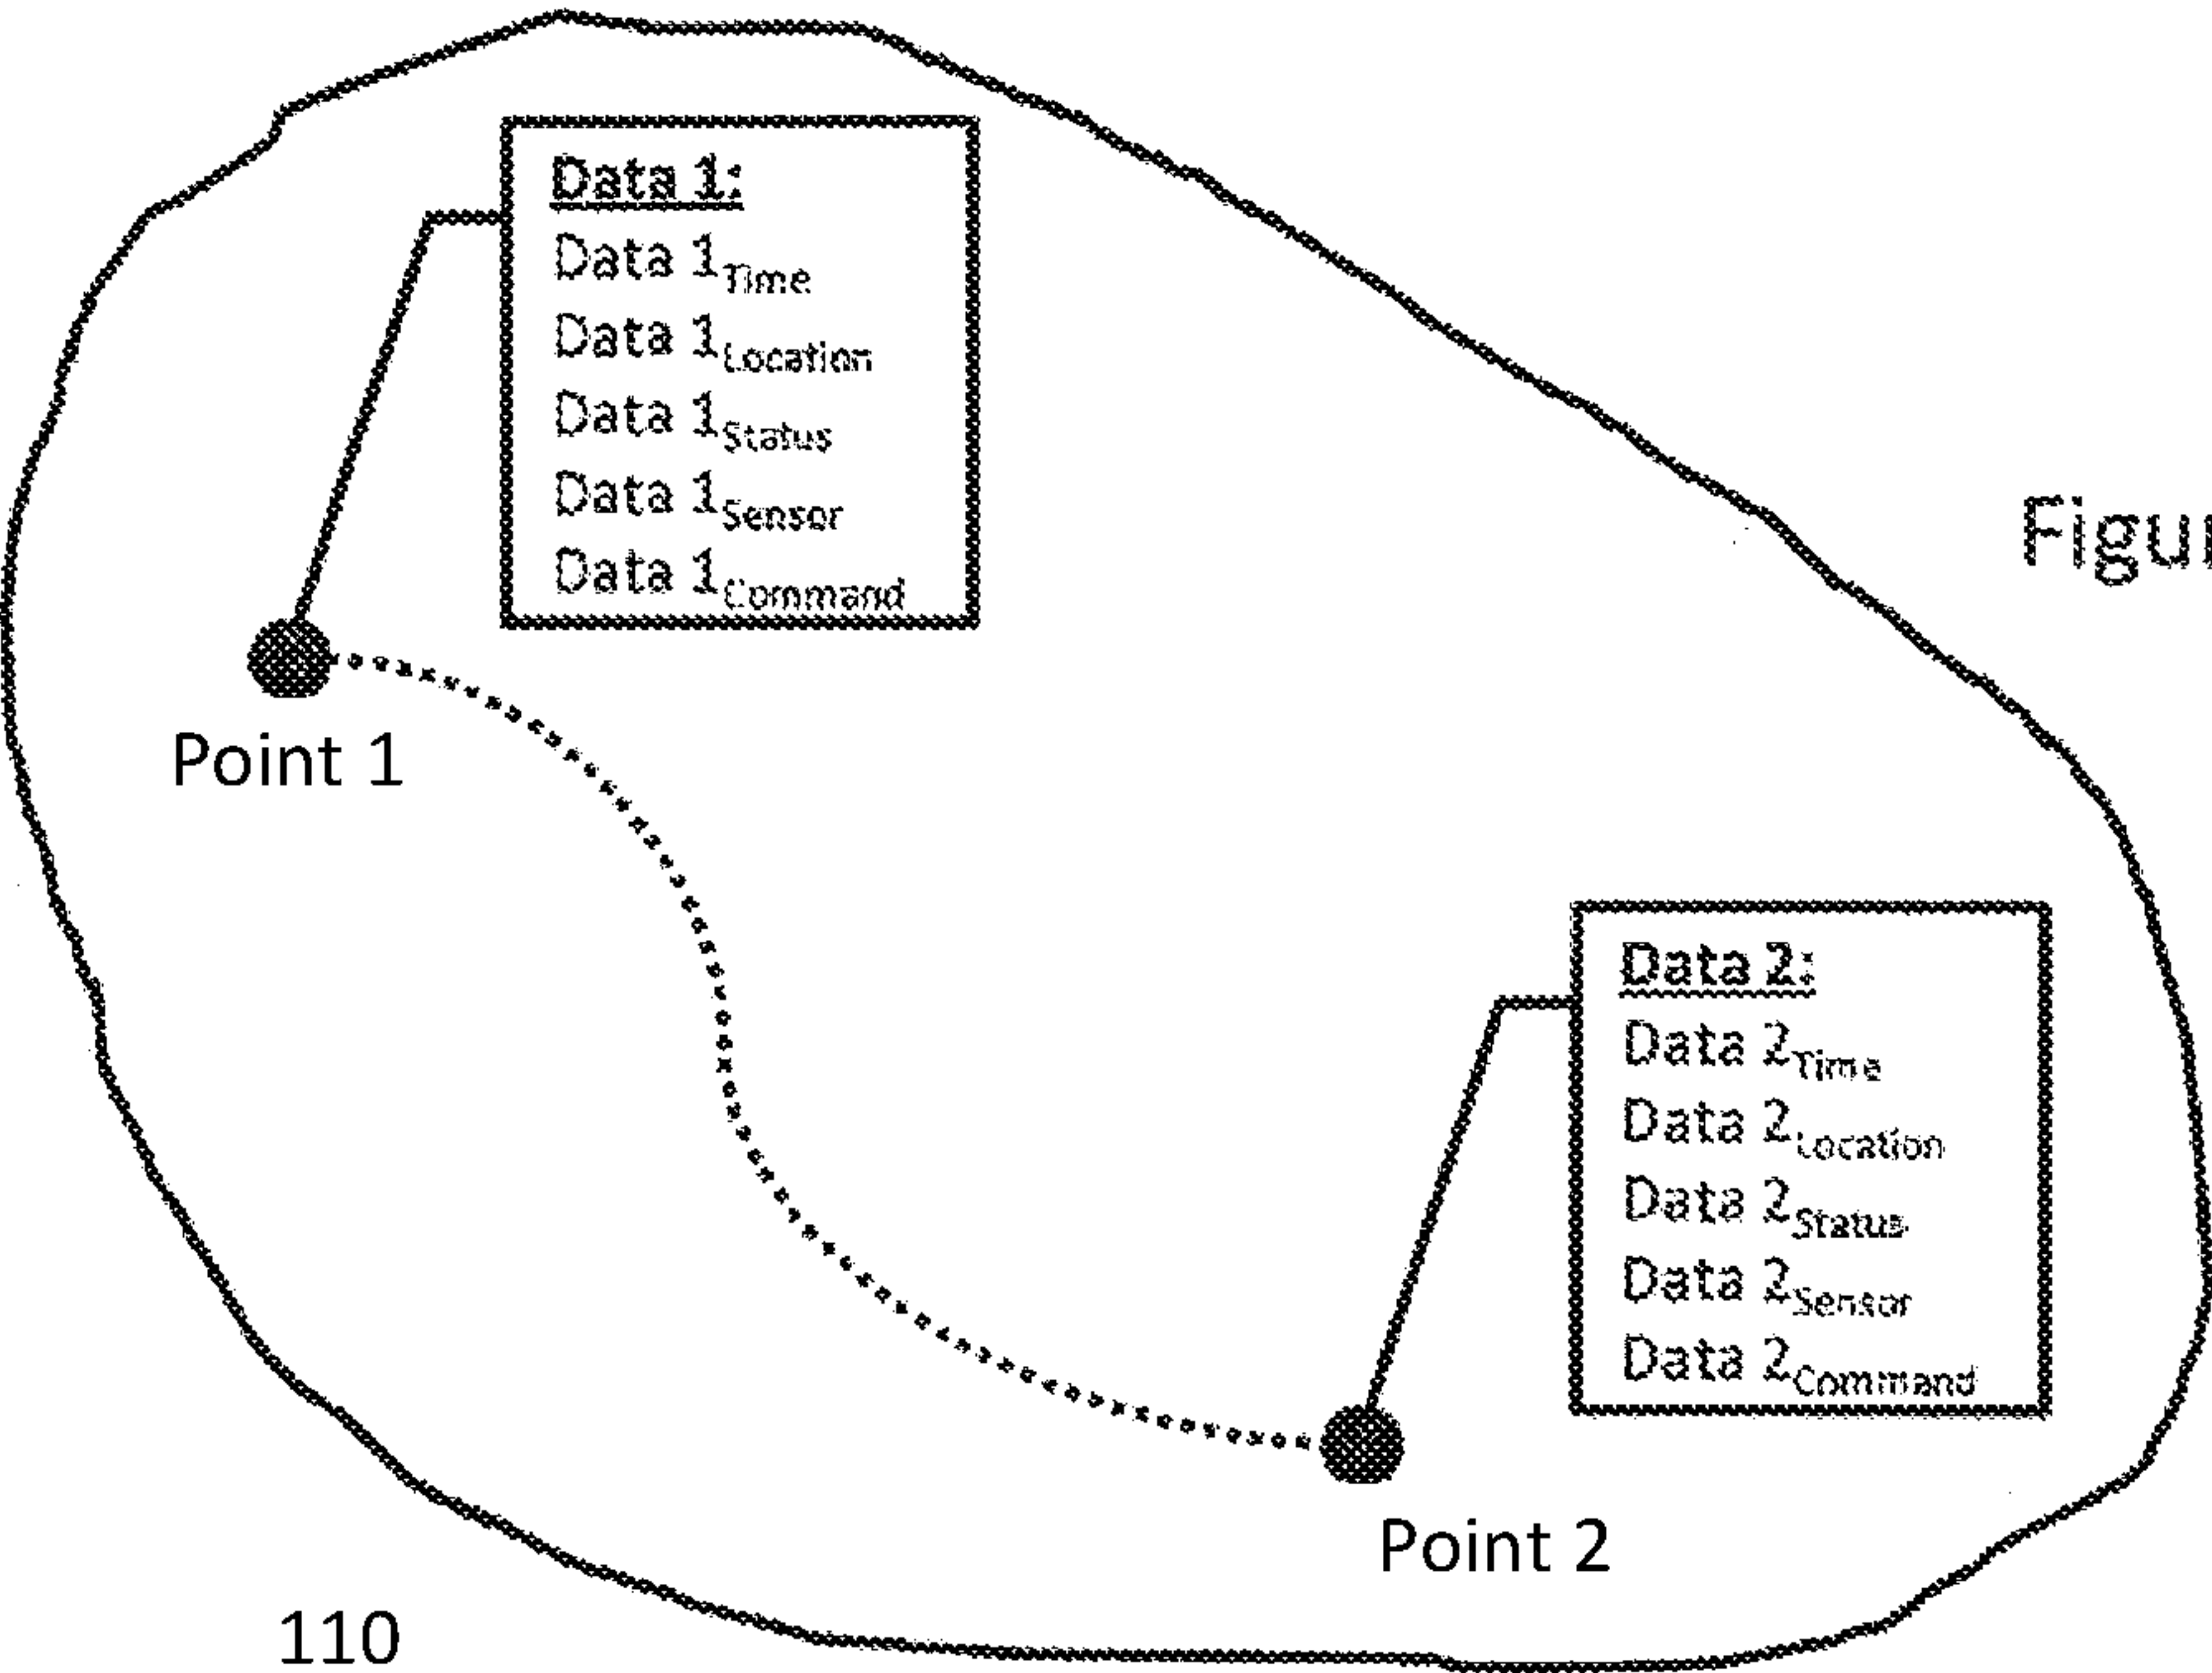 Data 1:
Data 1Time
Data 1Location
Data 1Status
Data 1Sensor
Data 1Command
Point 1
Data 2:
Data 2Time
Data 2Location
Data 2Status
Data 2Sensor
Data 2Command
Point 2
110